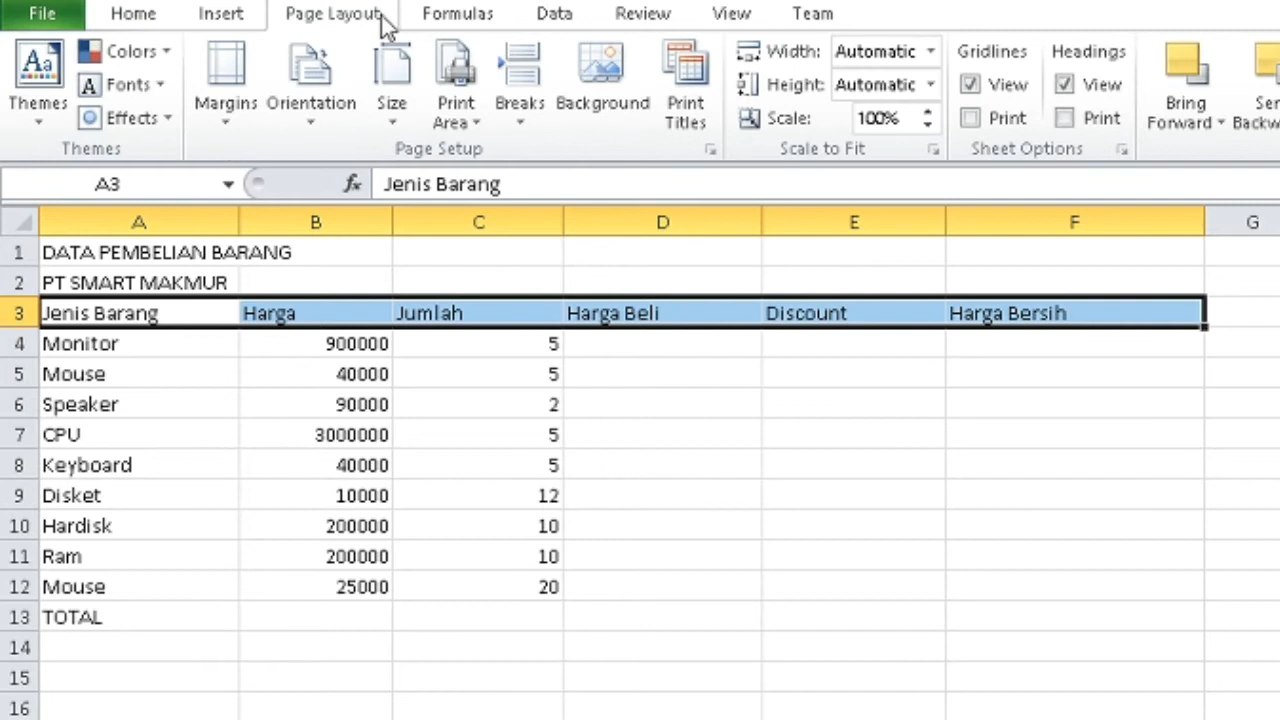 File Home Insert Page Layout Formulas Data Review View Team
Colors Width: Automatic Gridlines Headings
Fonts Height: Automatic View View
Themes Margins Orientation Size Print Area Breaks Background Print Titles Bring Forward
Effects Scale: 100% Print Print
Themes Page Setup Scale to Fit Sheet Options
A3 fx Jenis Barang
A B C D E F G
1 DATA PEMBELIAN BARANG
2 PT SMART MAKMUR
3 Jenis Barang Harga Jumlah Harga Beli Discount Harga Bersih
4 Monitor 900000 5
5 Mouse 40000 5
6 Speaker 90000 2
7 CPU 3000000 5
8 Keyboard 40000 5
9 Disket 10000 12
10 Hardisk 200000 10
11 Ram 200000 10
12 Mouse 25000 20
13 TOTAL
14
15
16